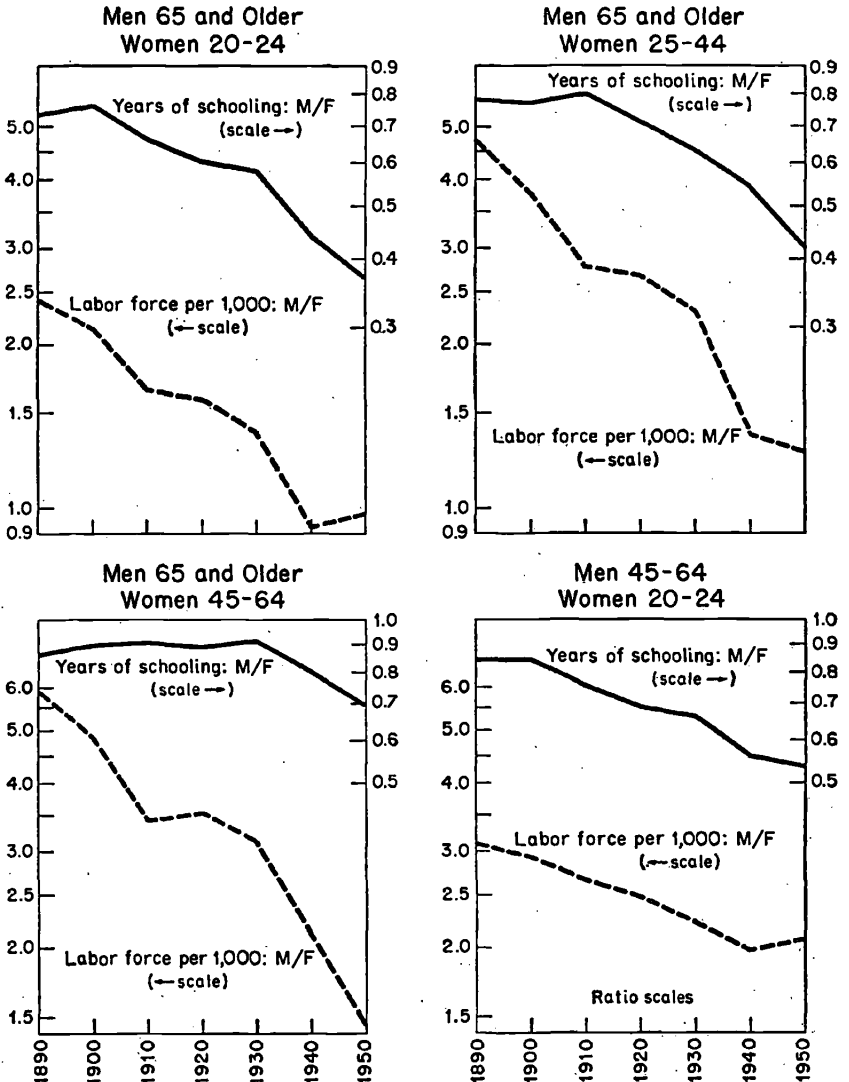 Men 65 and Older
Women 20-24
Years of schooling: M/F
(scale→)
Labor force per 1,000: M/F
(←scale)
5.0
4.0
3.0
2.5
2.0
1.5
1.0
0.9
0.9
0.8
0.7
0.6
0.5
0.4
0.3
Men 65 and Older
Women 25-44
Years of schooling: M/F
(scale→)
Labor force per 1,000: M/F
(←scale)
5.0
4.0
3.0
2.5
2.0
1.5
1.0
0.9
0.9
0.8
0.7
0.6
0.5
0.4
0.3
Men 65 and Older
Women 45-64
Years of schooling: M/F
(scale→)
Labor force per 1,000: M/F
(←scale)
6.0
5.0
4.0
3.0
2.5
2.0
1.5
1.0
0.9
0.8
0.7
0.6
0.5
1890
1900
1910
1920
1930
1940
1950
Men 45-64
Women 20-24
Years of schooling: M/F
(scale→)
Labor force per 1,000: M/F
(←scale)
Ratio scales
6.0
5.0
4.0
3.0
2.5
2.0
1.5
1.0
0.9
0.8
0.7
0.6
0.5
1890
1900
1910
1920
1930
1940
1950